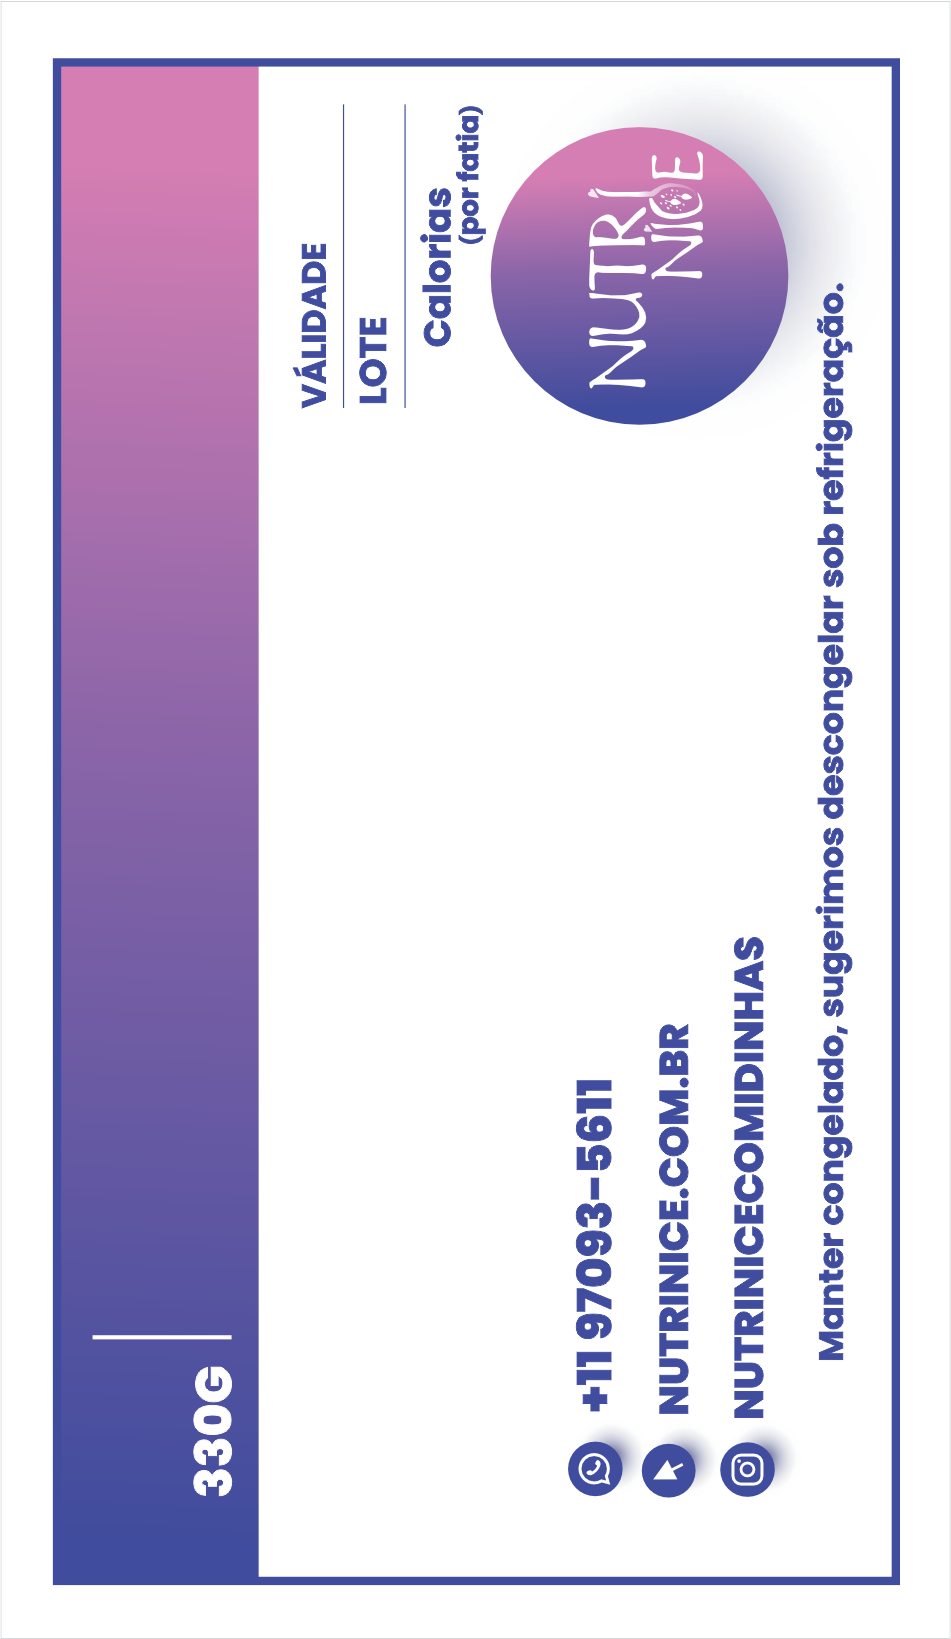 330G
VÁLIDADE
LOTE
Calorias
(por fatia)
NUTRÍ
NICE
+11 97093-5611
NUTRINICE.COM.BR
NUTRINICECOMIDINHAS
Manter congelado, sugerimos descongelar sob refrigeração.